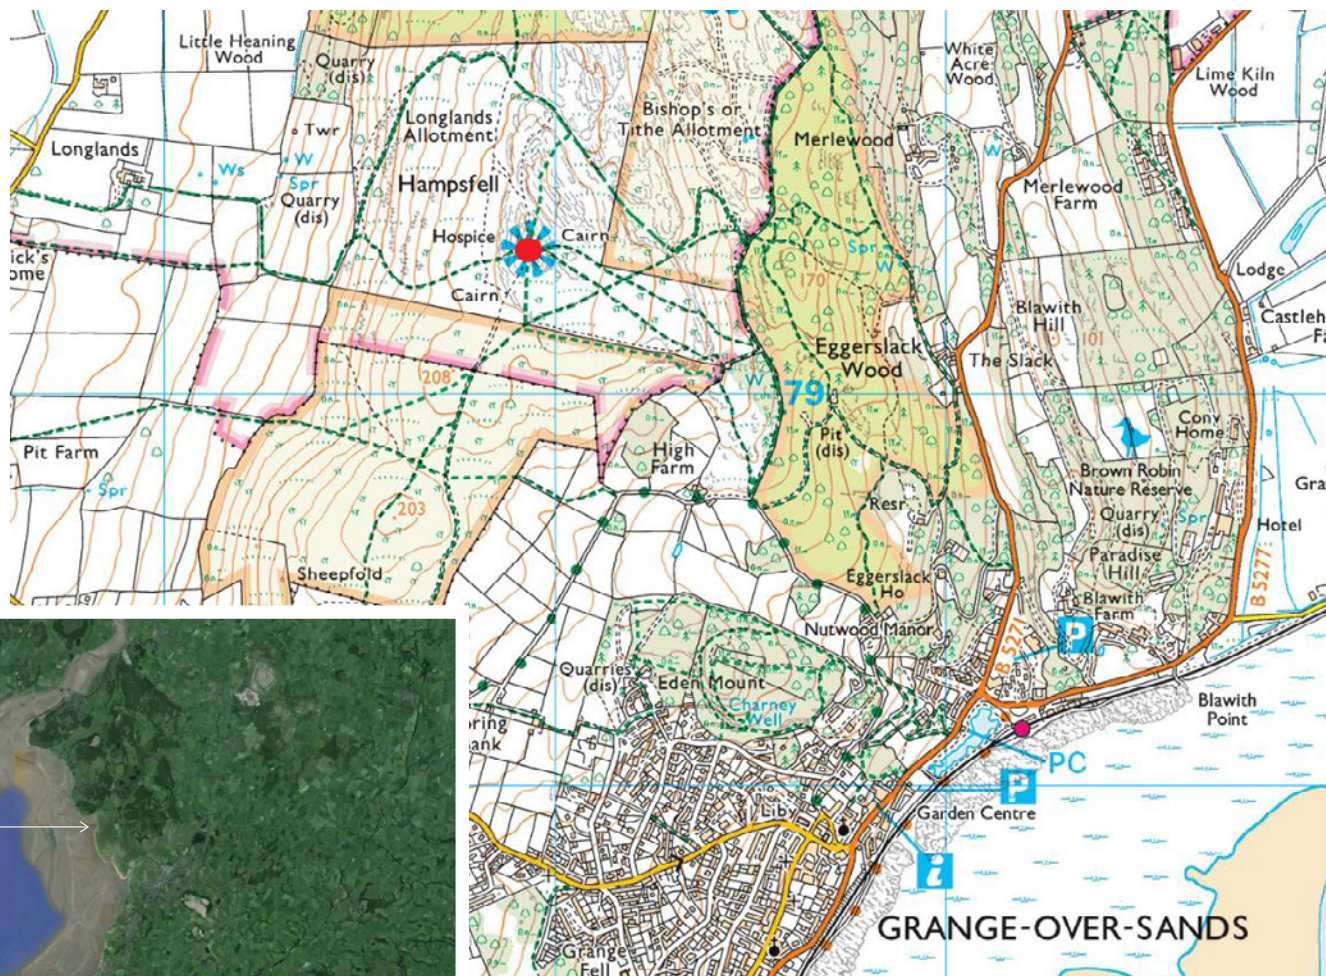 Little Heaning
Wood
Quarry
(dis)
Longlands
Twr
Ws
W
Spr
Quarry
(dis)
Longlands
Allotment
Hampsfell
Hospice
Cairn
Cairn
Bishop's or
Tithe Allotment
Merlewood
White
Acre
Wood
W
Lime Kiln
Wood
Merlewood
Farm
Spr
W
170
Lodge
Blawith
Hill
101
The Slack
Eggerslack
Wood
79
W
208
Pit Farm
Spr
203
Sheepfold
High
Farm
Pit
(dis)
Resr
Conv
Home
Brown Robin
Nature Reserve
Quarry
(dis)
Spr
Hotel
Paradise
Hill
Blawith
Farm
B 5277
Eggerslack
Ho
Nutwood Manor
B 5271
P
Quarries
(dis)
Eden Mount
Charney
Well
Blawith
Point
PC
P
Garden Centre
Liby
i
GRANGE-OVER-SANDS
Grange
Fell